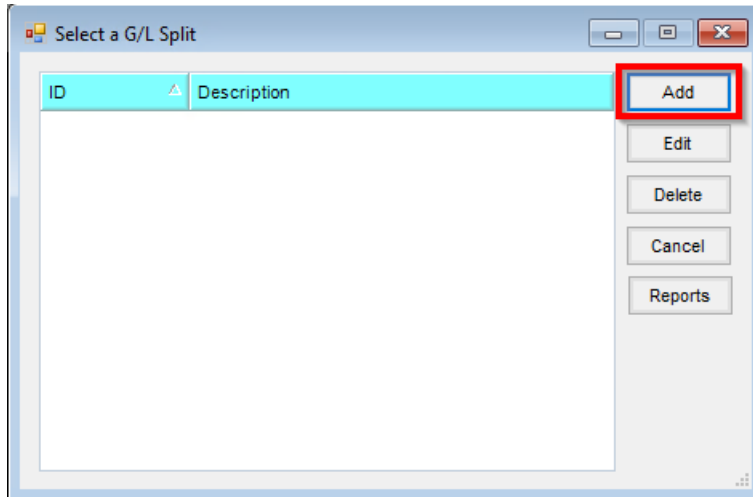 Select a G/L Split
ID Description
Add
Edit
Delete
Cancel
Reports